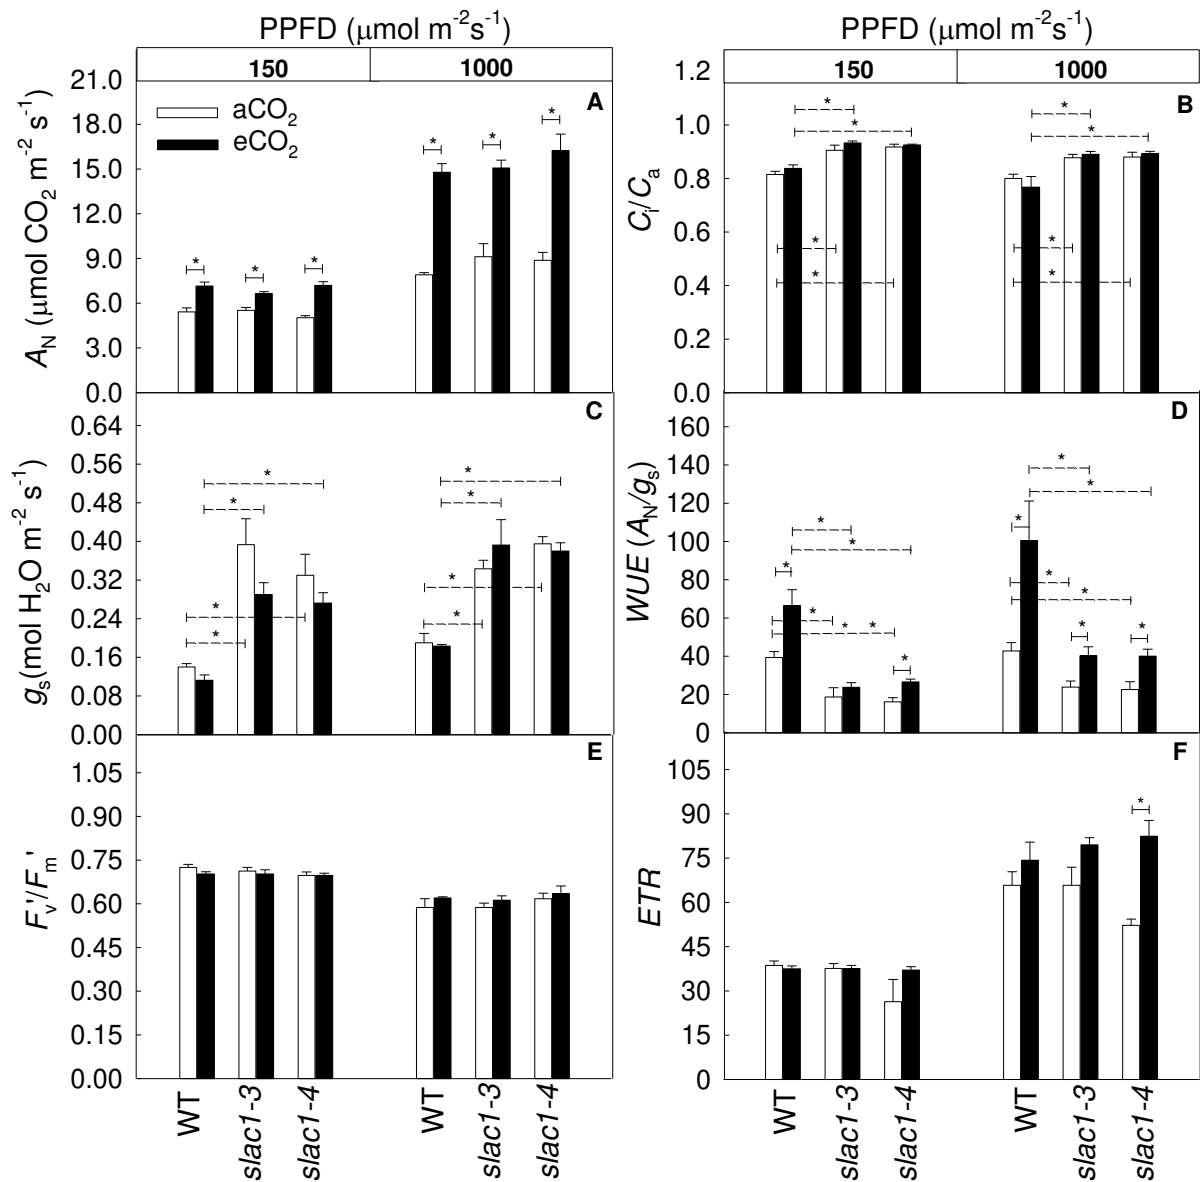 PPFD (μmol m-2s-1)
150 1000
21.0
18.0
15.0
12.0
9.0
6.0
3.0
0.0
AN (μmol CO2 m-2 s-1)
A
aCO2
eCO2
* * * * * *
PPFD (μmol m-2s-1)
150 1000
1.2
1.0
0.8
0.6
0.4
0.2
0.0
Ci/Ca
B
* * * * * * * *
0.64
0.56
0.48
0.40
0.32
0.24
0.16
0.08
0.00
gs(mol H2O m-2 s-1)
C
* * * * * * * *
160
140
120
100
80
60
40
20
0
WUE (AN/gs)
D
* * * * * * * * * * * * * *
1.05
0.90
0.75
0.60
0.45
0.30
0.15
0.00
Fv'/Fm'
E
WT slac1-3 slac1-4 WT slac1-3 slac1-4
105
90
75
60
45
30
15
0
ETR
F
*
WT slac1-3 slac1-4 WT slac1-3 slac1-4